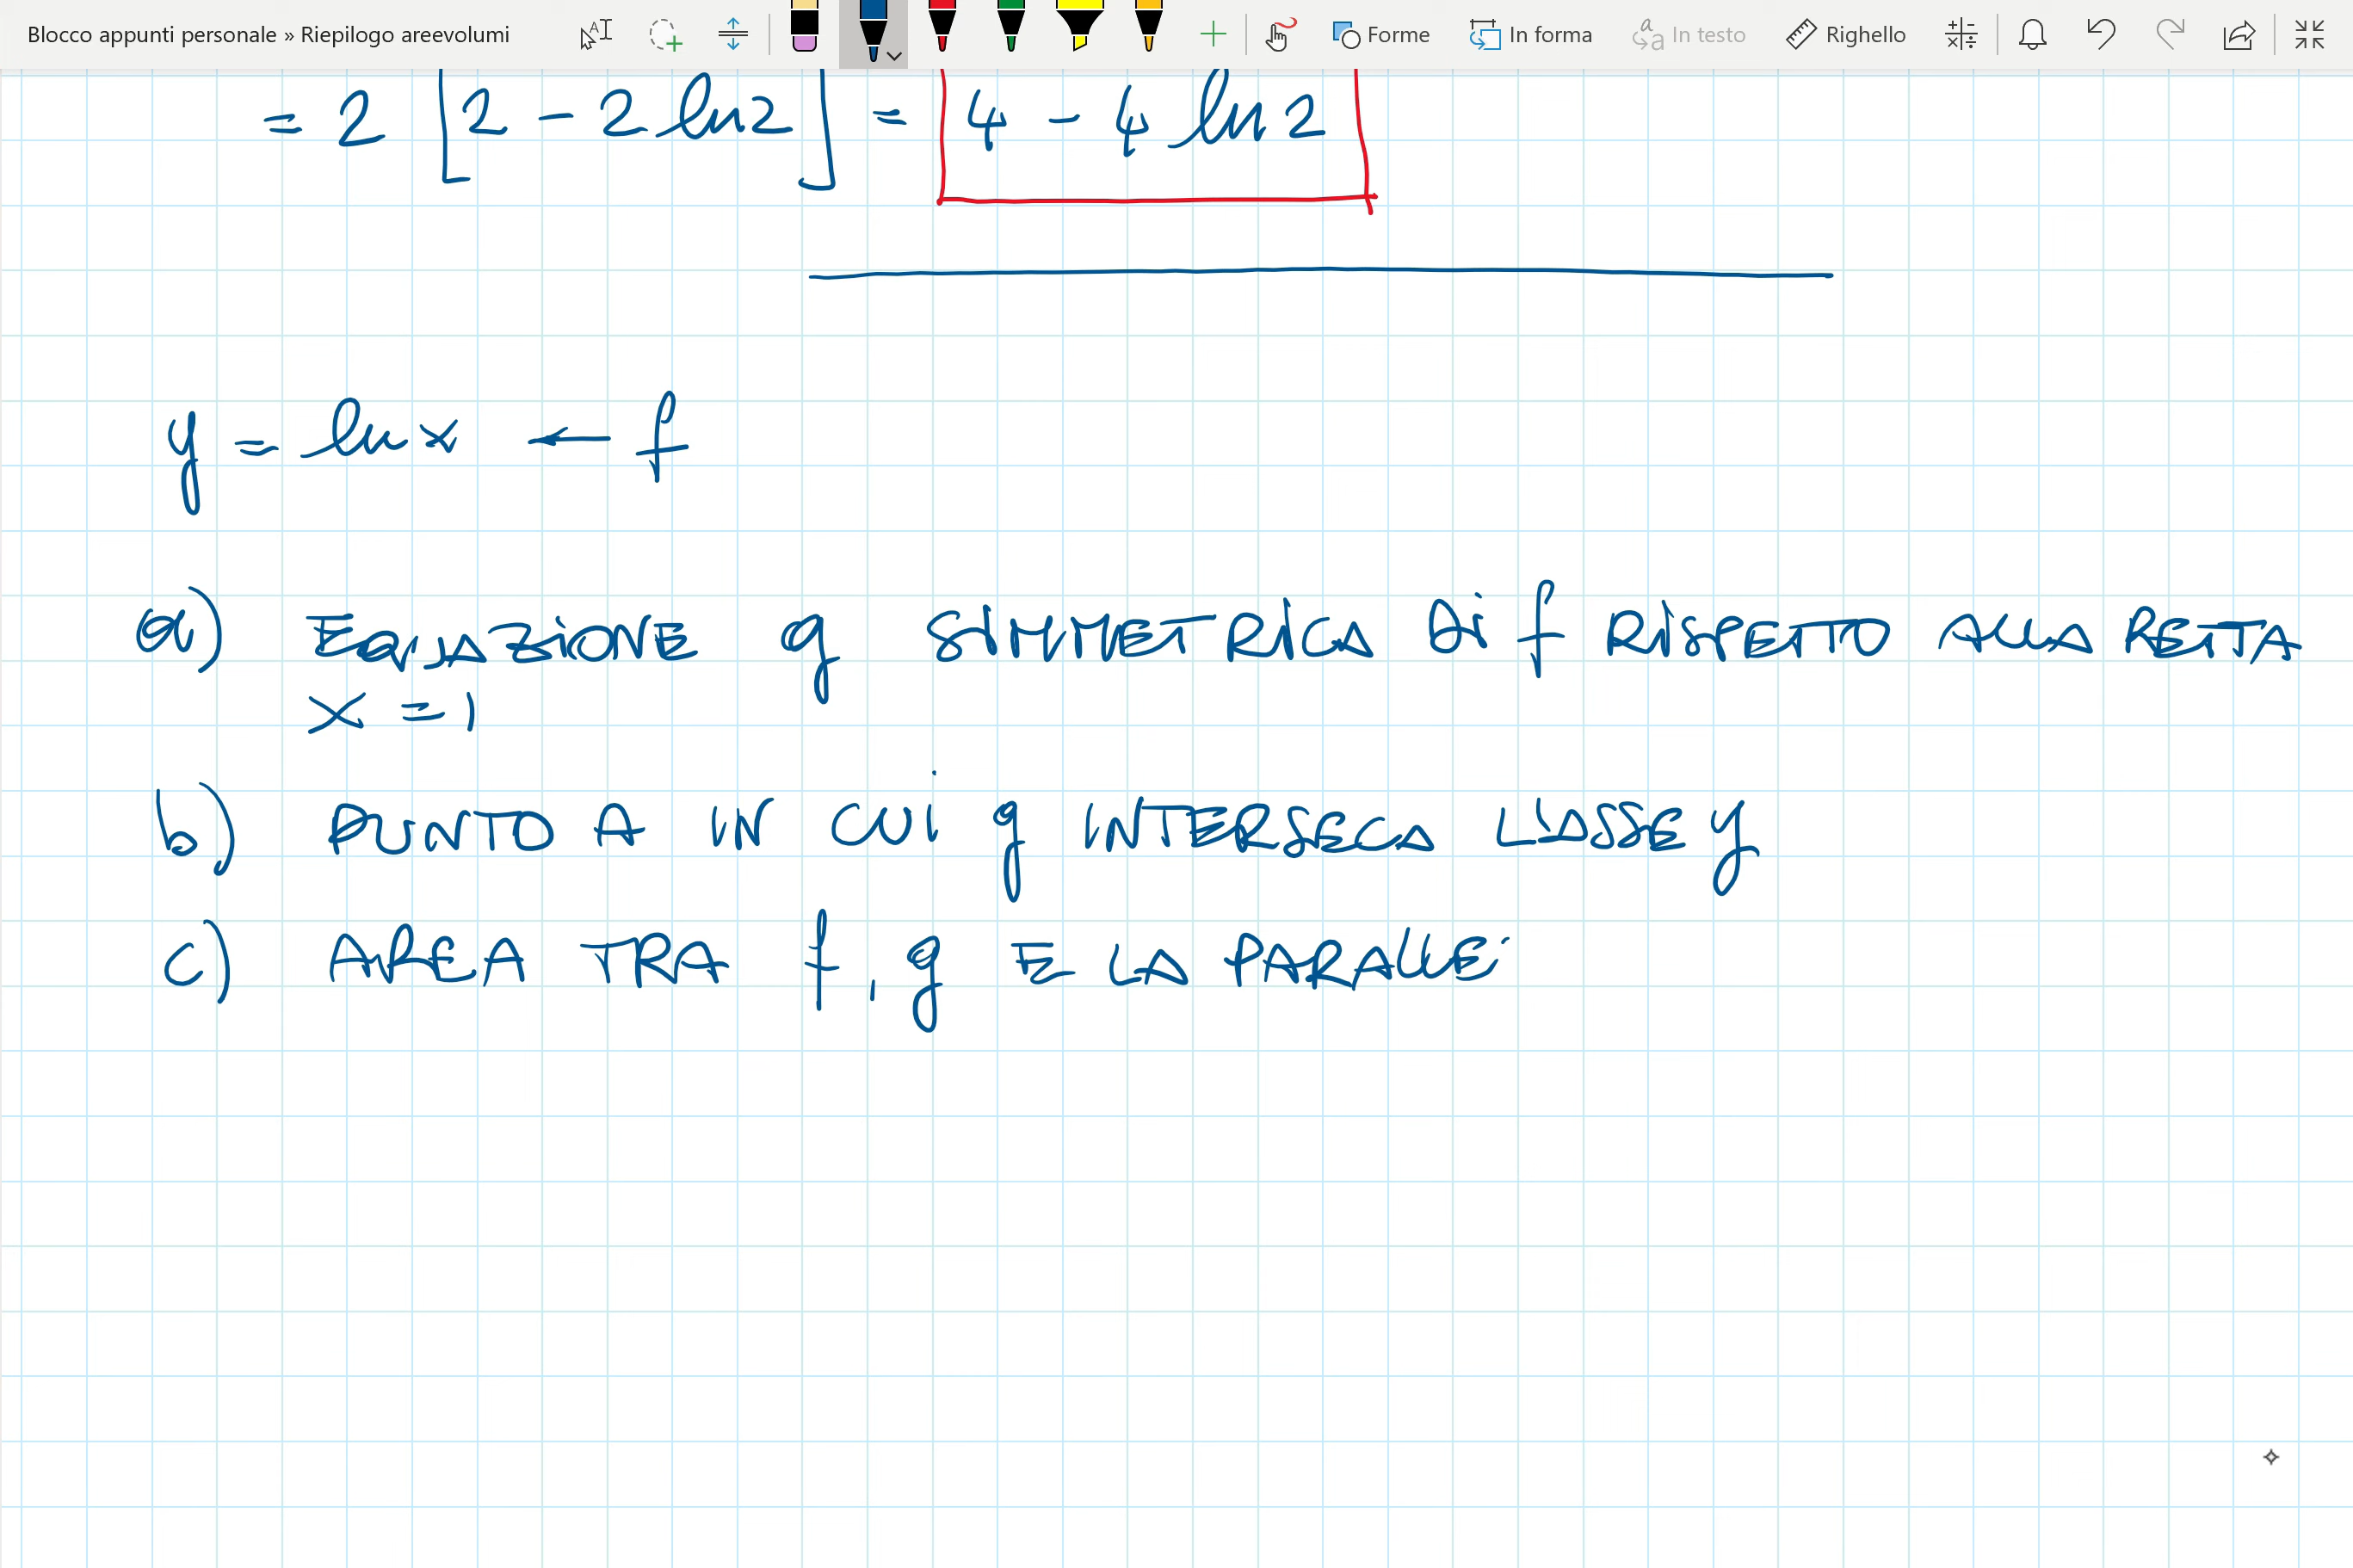 Blocco appunti personale » Riepilogo areevolumi Forme In forma In testo Righello
= 2 [2 - 2 ln2] = 4 - 4 ln 2
y = ln x ← f
a) EQUAZIONE g SIMMETRICA DI f RISPETTO ALLA RETTA
x = 1
b) PUNTO A IN CUI g INTERSECA L'ASSE y
c) AREA TRA f, g E LA PARALLE